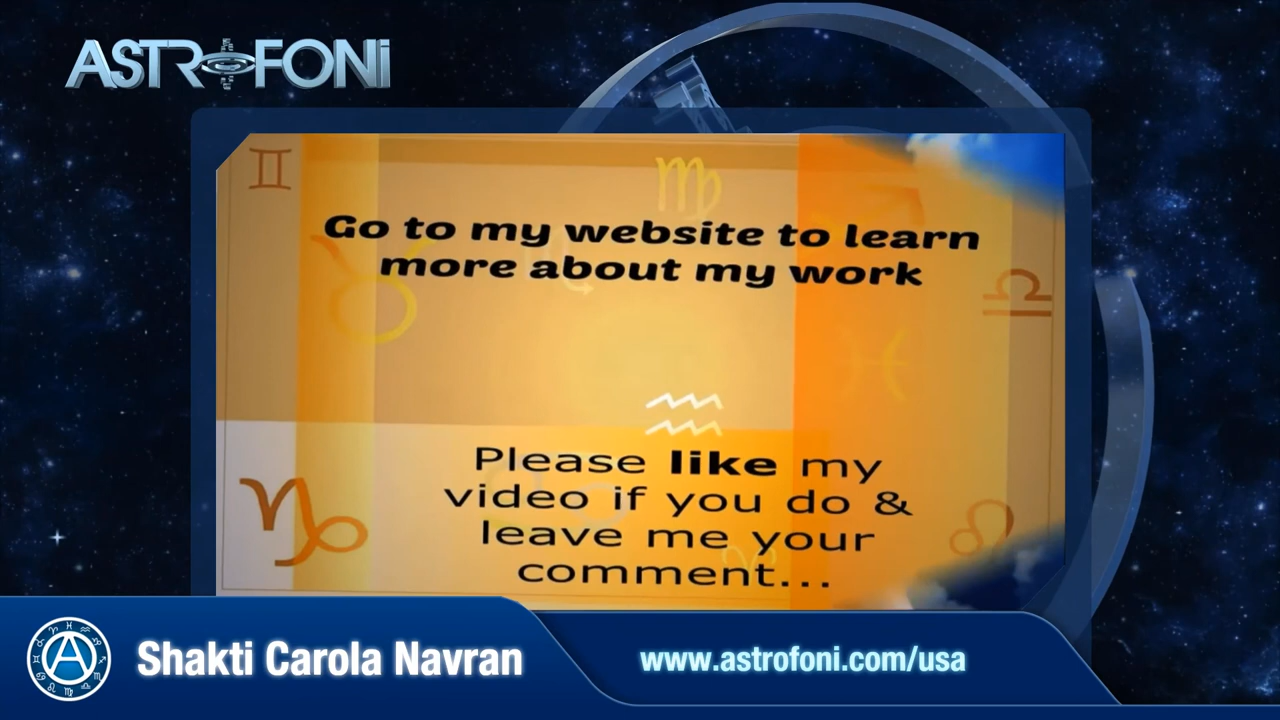 ASTROFONi
Go to my website to learn
more about my work
Please like my
video if you do &
leave me your
comment...
Shakti Carola Navran
www.astrofoni.com/usa